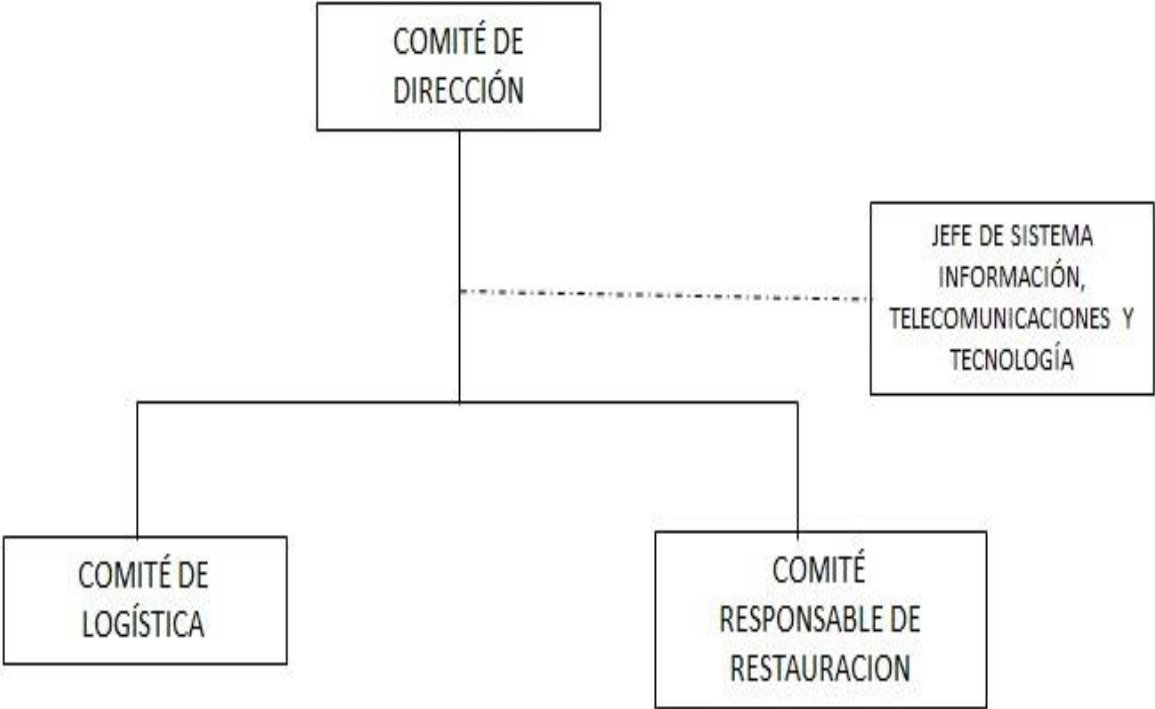 COMITÉ DE
DIRECCIÓN
JEFE DE SISTEMA
INFORMACIÓN,
TELECOMUNICACIONES Y
TECNOLOGÍA
COMITÉ DE
LOGÍSTICA
COMITÉ
RESPONSABLE DE
RESTAURACION